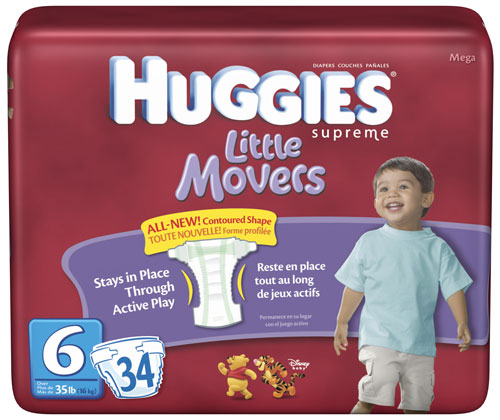 DIAPERS COUCHES PAÑALES
Mega
HUGGIES®
supreme
Little
Movers
ALL-NEW! Contoured Shape
TOUTE NOUVELLE! Forme profilée
Stays in Place
Through
Active Play
Reste en place
tout au long
de jeux actifs
Permanece en su lugar
con el juego activo
6
Over
Plus de
Más de
35 lb (16 kg)
34
Disney
baby